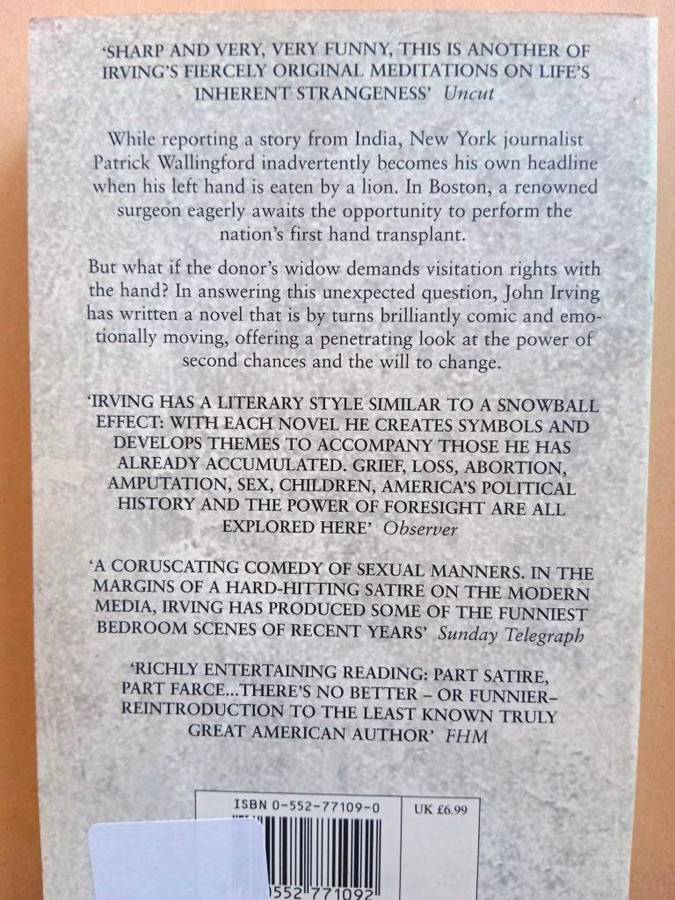 ‘SHARP AND VERY, VERY FUNNY, THIS IS ANOTHER OF
IRVING’S FIERCELY ORIGINAL MEDITATIONS ON LIFE’S
INHERENT STRANGENESS’ Uncut
While reporting a story from India, New York journalist
Patrick Wallingford inadvertently becomes his own headline
when his left hand is eaten by a lion. In Boston, a renowned
surgeon eagerly awaits the opportunity to perform the
nation’s first hand transplant.
But what if the donor’s widow demands visitation rights with
the hand? In answering this unexpected question, John Irving
has written a novel that is by turns brilliantly comic and emo-
tionally moving, offering a penetrating look at the power of
second chances and the will to change.
‘IRVING HAS A LITERARY STYLE SIMILAR TO A SNOWBALL
EFFECT: WITH EACH NOVEL HE CREATES SYMBOLS AND
DEVELOPS THEMES TO ACCOMPANY THOSE HE HAS
ALREADY ACCUMULATED. GRIEF, LOSS, ABORTION,
AMPUTATION, SEX, CHILDREN, AMERICA’S POLITICAL
HISTORY AND THE POWER OF FORESIGHT ARE ALL
EXPLORED HERE’ Observer
‘A CORUSCATING COMEDY OF SEXUAL MANNERS. IN THE
MARGINS OF A HARD-HITTING SATIRE ON THE MODERN
MEDIA, IRVING HAS PRODUCED SOME OF THE FUNNIEST
BEDROOM SCENES OF RECENT YEARS’ Sunday Telegraph
‘RICHLY ENTERTAINING READING: PART SATIRE,
PART FARCE...THERE’S NO BETTER – OR FUNNIER–
REINTRODUCTION TO THE LEAST KNOWN TRULY
GREAT AMERICAN AUTHOR’ FHM
ISBN 0-552-77109-0
UK £6.99
552 771092